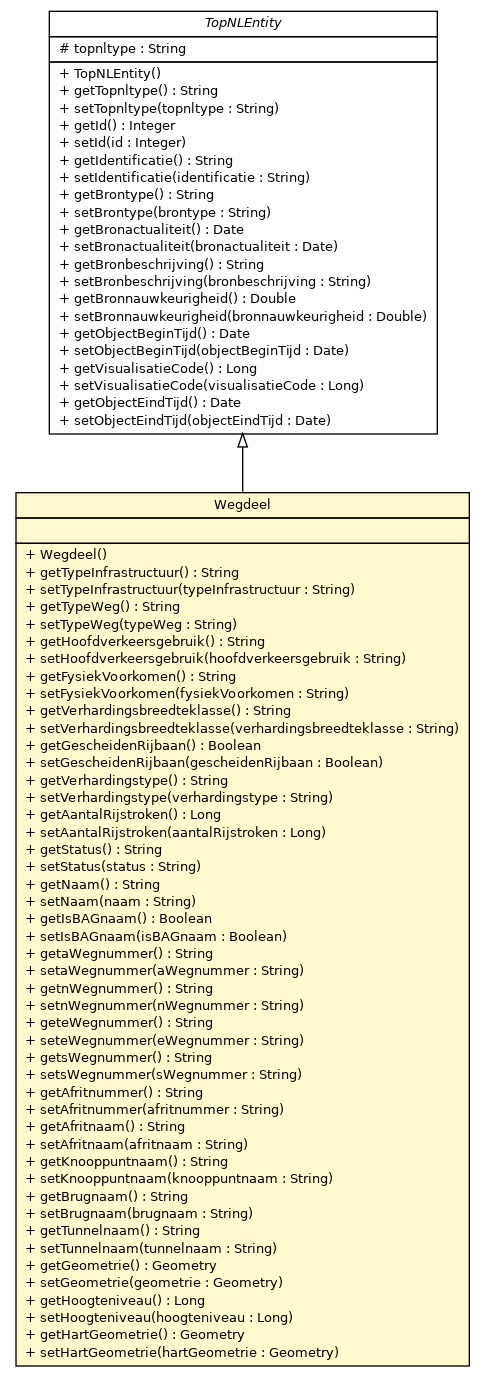 TopNLEntity
# topnltype : String
+ TopNLEntity()
+ getTopnltype() : String
+ setTopnltype(topnltype : String)
+ getId() : Integer
+ setId(id : Integer)
+ getIdentificatie() : String
+ setIdentificatie(identificatie : String)
+ getBrontype() : String
+ setBrontype(brontype : String)
+ getBronactualiteit() : Date
+ setBronactualiteit(bronactualiteit : Date)
+ getBronbeschrijving() : String
+ setBronbeschrijving(bronbeschrijving : String)
+ getBronnauwkeurigheid() : Double
+ setBronnauwkeurigheid(bronnauwkeurigheid : Double)
+ getObjectBeginTijd() : Date
+ setObjectBeginTijd(objectBeginTijd : Date)
+ getVisualisatieCode() : Long
+ setVisualisatieCode(visualisatieCode : Long)
+ getObjectEindTijd() : Date
+ setObjectEindTijd(objectEindTijd : Date)
Wegdeel
+ Wegdeel()
+ getTypeInfrastructuur() : String
+ setTypeInfrastructuur(typeInfrastructuur : String)
+ getTypeWeg() : String
+ setTypeWeg(typeWeg : String)
+ getHoofdverkeersgebruik() : String
+ setHoofdverkeersgebruik(hoofdverkeersgebruik : String)
+ getFysiekVoorkomen() : String
+ setFysiekVoorkomen(fysiekVoorkomen : String)
+ getVerhardingsbreedteklasse() : String
+ setVerhardingsbreedteklasse(verhardingsbreedteklasse : String)
+ getGescheidenRijbaan() : Boolean
+ setGescheidenRijbaan(gescheidenRijbaan : Boolean)
+ getVerhardingstype() : String
+ setVerhardingstype(verhardingstype : String)
+ getAantalRijstroken() : Long
+ setAantalRijstroken(aantalRijstroken : Long)
+ getStatus() : String
+ setStatus(status : String)
+ getNaam() : String
+ setNaam(naam : String)
+ getIsBAGnaam() : Boolean
+ setIsBAGnaam(isBAGnaam : Boolean)
+ getaWegnummer() : String
+ setaWegnummer(aWegnummer : String)
+ getnWegnummer() : String
+ setnWegnummer(nWegnummer : String)
+ geteWegnummer() : String
+ seteWegnummer(eWegnummer : String)
+ getsWegnummer() : String
+ setsWegnummer(sWegnummer : String)
+ getAfritnummer() : String
+ setAfritnummer(afritnummer : String)
+ getAfritnaam() : String
+ setAfritnaam(afritnaam : String)
+ getKnooppuntnaam() : String
+ setKnooppuntnaam(knooppuntnaam : String)
+ getBrugnaam() : String
+ setBrugnaam(brugnaam : String)
+ getTunnelnaam() : String
+ setTunnelnaam(tunnelnaam : String)
+ getGeometrie() : Geometry
+ setGeometrie(geometrie : Geometry)
+ getHoogteniveau() : Long
+ setHoogteniveau(hoogteniveau : Long)
+ getHartGeometrie() : Geometry
+ setHartGeometrie(hartGeometrie : Geometry)